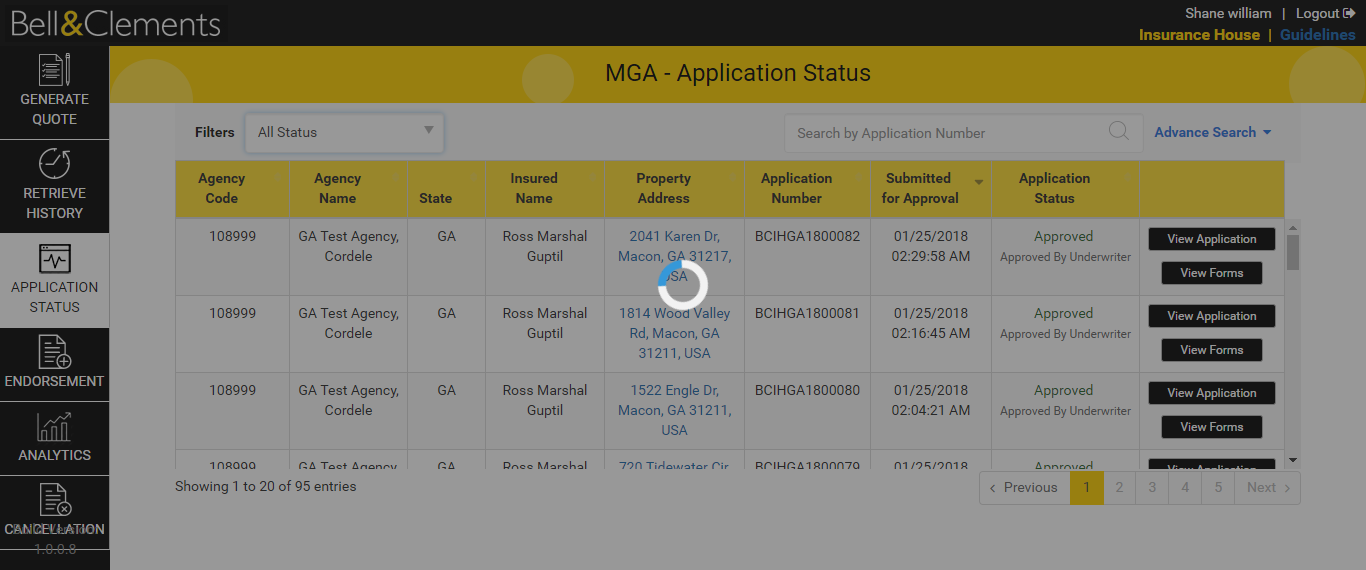 Bell&Clements
Shane william | Logout
Insurance House | Guidelines
GENERATE
QUOTE
RETRIEVE
HISTORY
APPLICATION
STATUS
ENDORSEMENT
ANALYTICS
CANCELLATION
Build Version
1.0.0.8
MGA - Application Status
Filters All Status Search by Application Number Advance Search
Agency Agency Insured Property Application Submitted Application
Code Name State Name Address Number for Approval Status
108999 GA Test Agency, GA Ross Marshal 2041 Karen Dr, BCIHGA1800082 01/25/2018 Approved View Application
Cordele Guptil Macon, GA 31217, 02:29:58 AM Approved By Underwriter
USA View Forms
108999 GA Test Agency, GA Ross Marshal 1814 Wood Valley BCIHGA1800081 01/25/2018 Approved View Application
Cordele Guptil Rd, Macon, GA 02:16:45 AM Approved By Underwriter
31211, USA View Forms
108999 GA Test Agency, GA Ross Marshal 1522 Engle Dr, BCIHGA1800080 01/25/2018 Approved View Application
Cordele Guptil Macon, GA 31211, 02:04:21 AM Approved By Underwriter
USA View Forms
108999 GA Test Agency, GA Ross Marshal 720 Tidewater Cir, BCIHGA1800079 01/25/2018 Approved View Application
Showing 1 to 20 of 95 entries
‹ Previous 1 2 3 4 5 Next ›